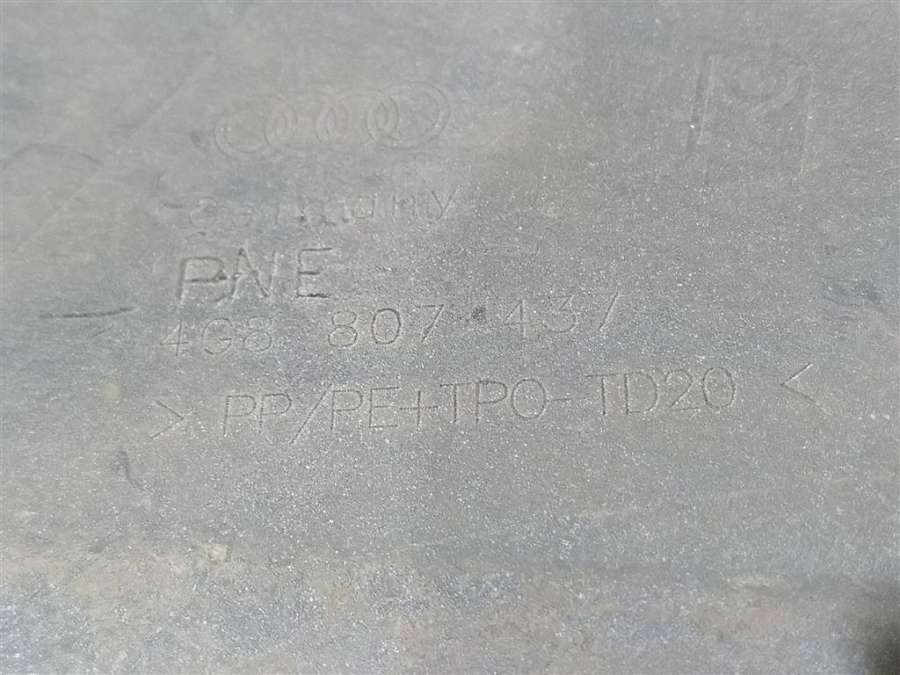 Germany
PNE
4G8 807 437
>PP/PE+TPO-TD20<